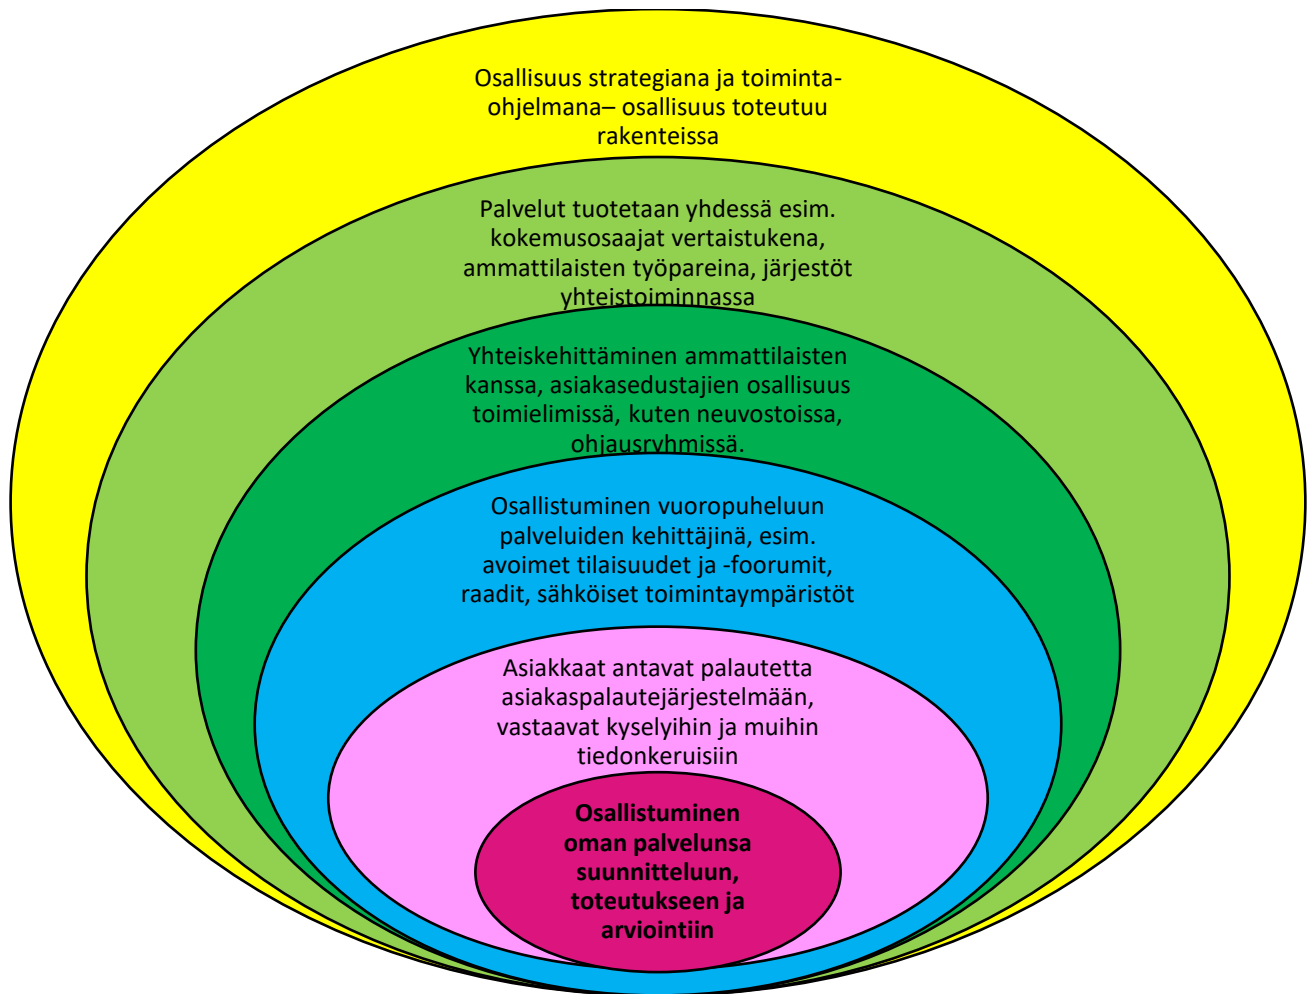 Osallisuus strategiana ja toiminta-
ohjelmana– osallisuus toteutuu
rakenteissa
Palvelut tuotetaan yhdessä esim.
kokemusosaajat vertaistukena,
ammattilaisten työpareina, järjestöt
yhteistoiminnassa
Yhteiskehittäminen ammattilaisten
kanssa, asiakasedustajien osallisuus
toimielimissä, kuten neuvostoissa,
ohjausryhmissä.
Osallistuminen vuoropuheluun
palveluiden kehittäjinä, esim.
avoimet tilaisuudet ja -foorumit,
raadit, sähköiset toimintaympäristöt
Asiakkaat antavat palautetta
asiakaspalautejärjestelmään,
vastaavat kyselyihin ja muihin
tiedonkeruisiin
Osallistuminen
oman palvelunsa
suunnitteluun,
toteutukseen ja
arviointiin